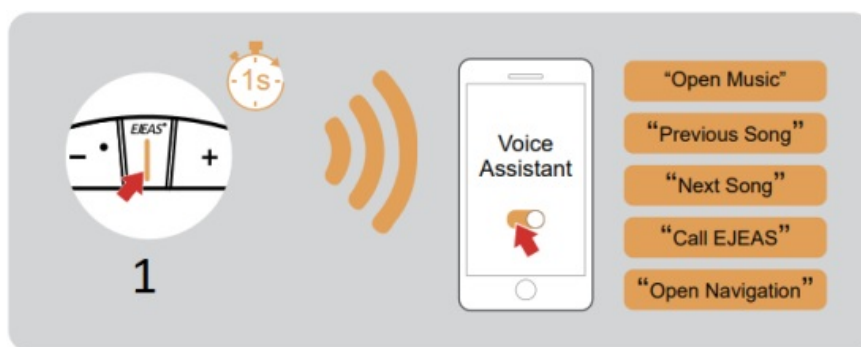 1s
EJEAS®
− +
1
Voice
Assistant
“Open Music”
“Previous Song”
“Next Song”
“Call EJEAS”
“Open Navigation”